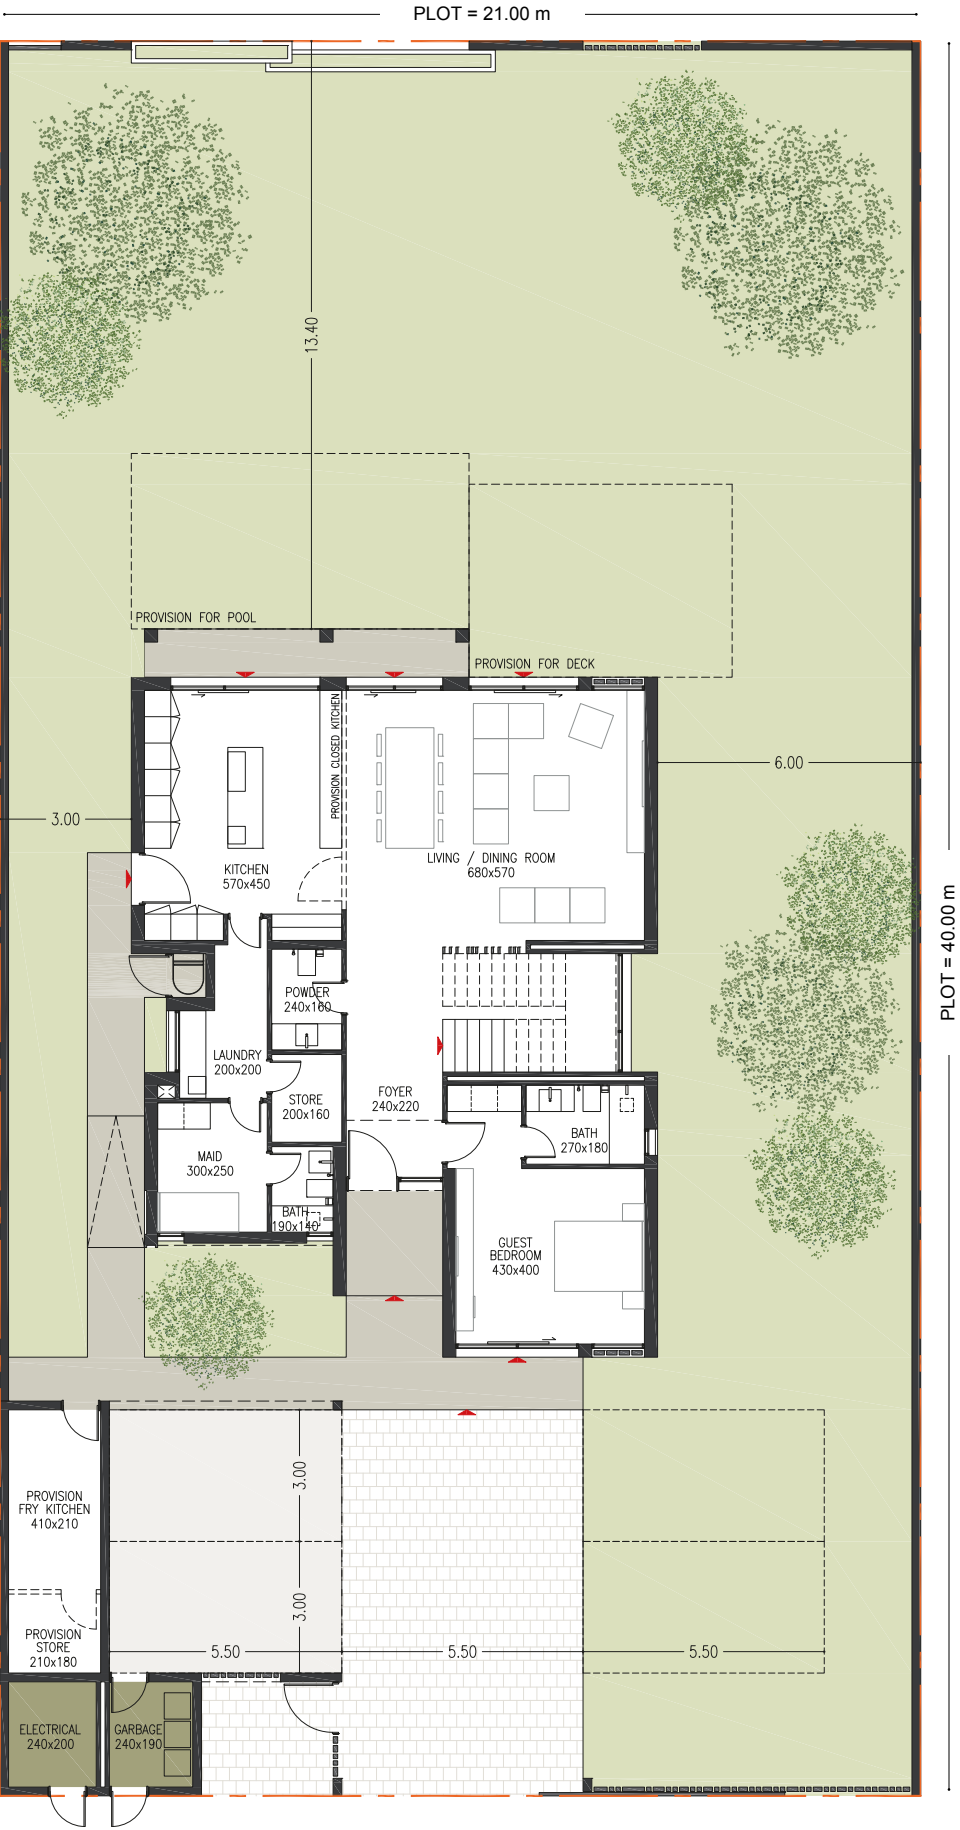 PLOT = 21.00 m
13.40
PROVISION FOR POOL
PROVISION FOR DECK
PROVISION CLOSED KITCHEN
6.00
3.00
KITCHEN
570x450
LIVING / DINING ROOM
680x570
PLOT = 40.00 m
POWDER
240x160
LAUNDRY
200x200
STORE
200x160
FOYER
240x220
BATH
270x180
MAID
300x250
BATH
190x140
GUEST
BEDROOM
430x400
3.00
PROVISION
FRY KITCHEN
410x210
3.00
PROVISION
STORE
210x180
5.50
5.50
5.50
ELECTRICAL
240x200
GARBAGE
240x190